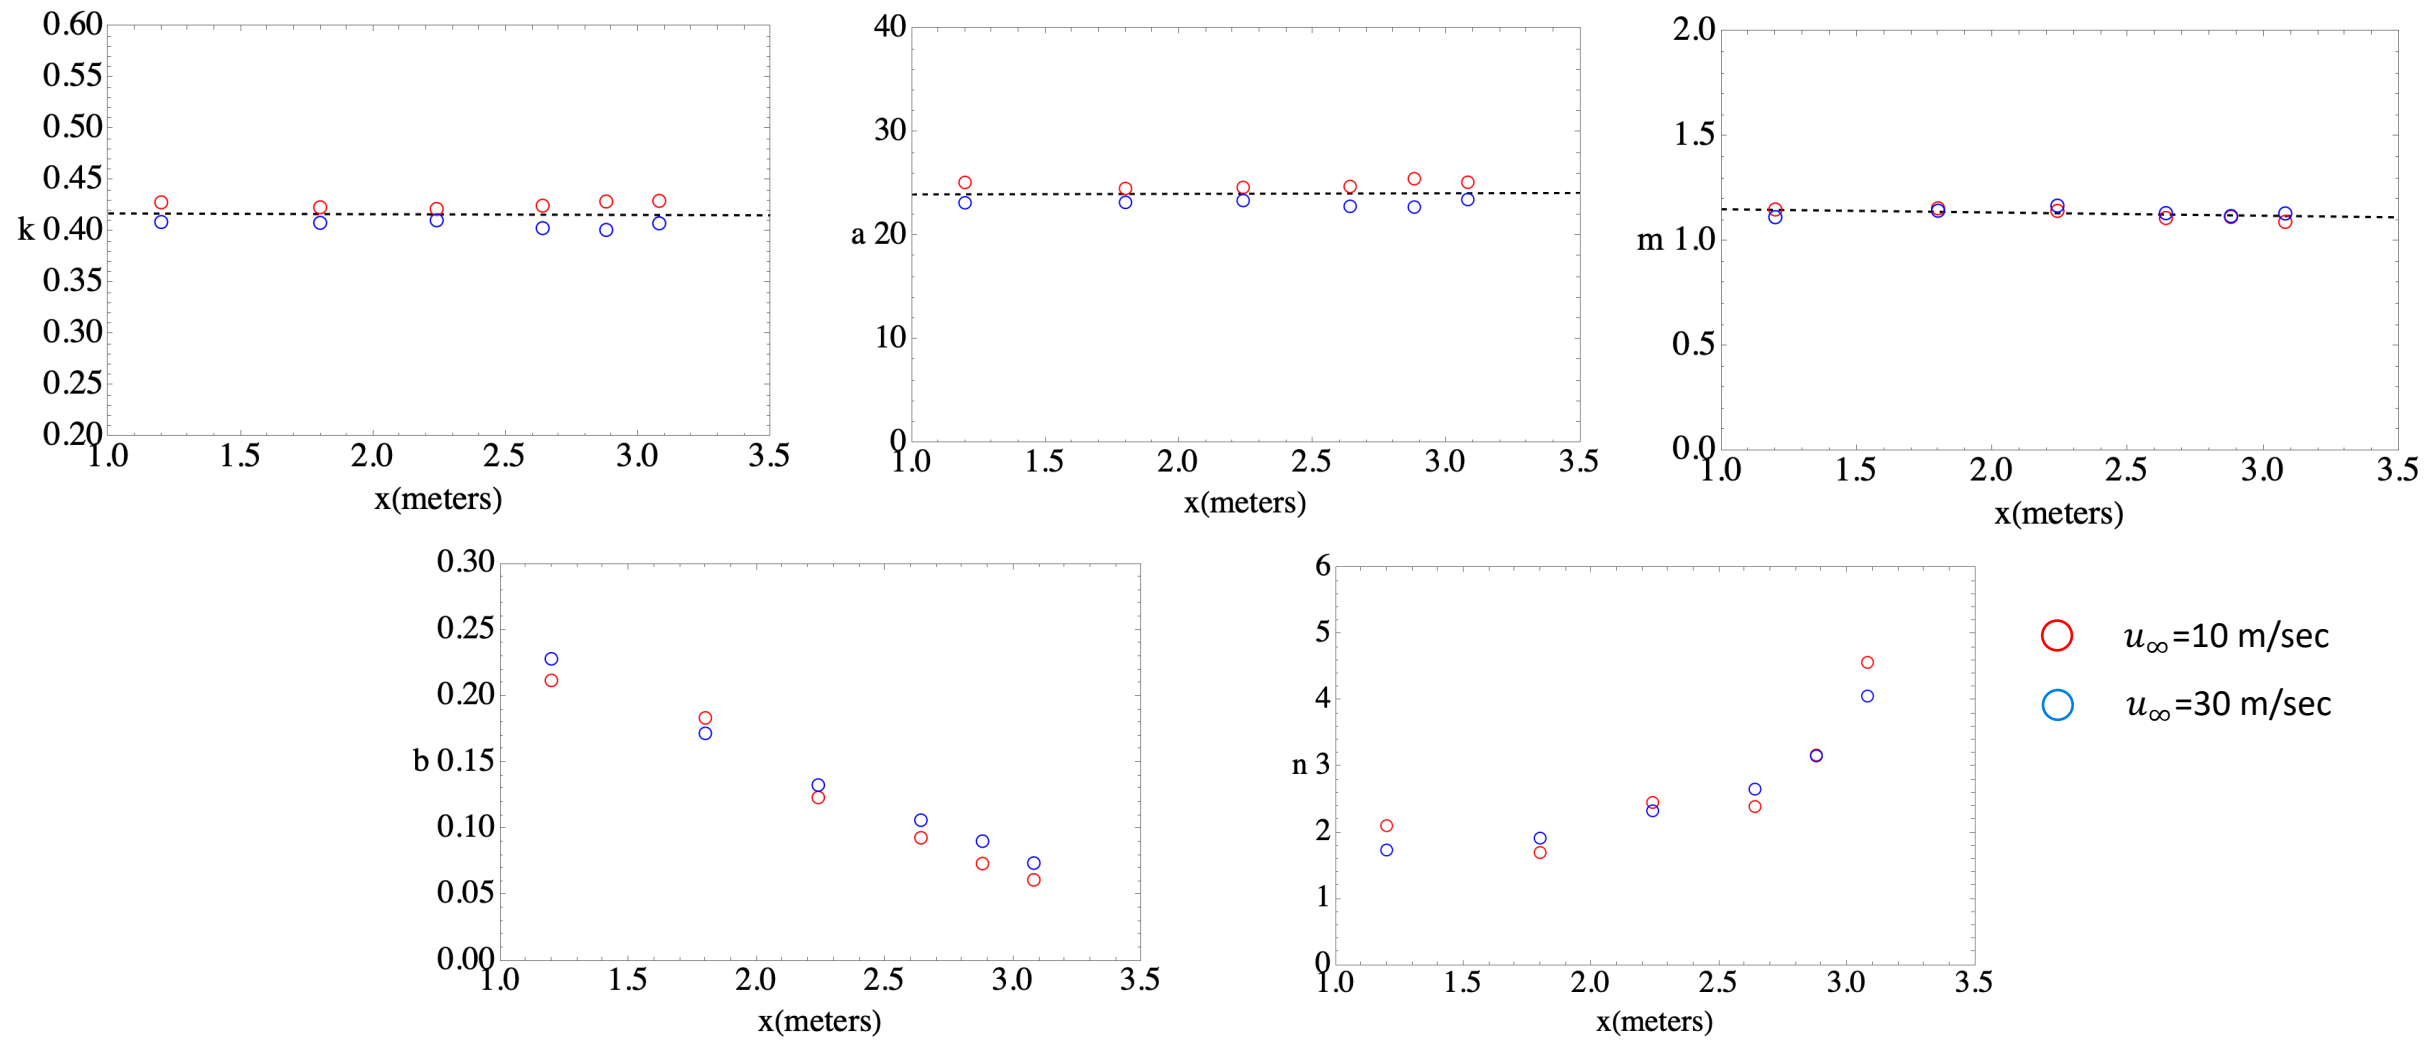 0.60
0.55
0.50
0.45
k 0.40
0.35
0.30
0.25
0.20
1.0 1.5 2.0 2.5 3.0 3.5
x(meters)
40
30
a 20
10
0
1.0 1.5 2.0 2.5 3.0 3.5
x(meters)
2.0
1.5
m 1.0
0.5
0.0
1.0 1.5 2.0 2.5 3.0 3.5
x(meters)
0.30
0.25
0.20
b 0.15
0.10
0.05
0.00
1.0 1.5 2.0 2.5 3.0 3.5
x(meters)
6
5
4
n 3
2
1
0
1.0 1.5 2.0 2.5 3.0 3.5
x(meters)
u∞=10 m/sec
u∞=30 m/sec